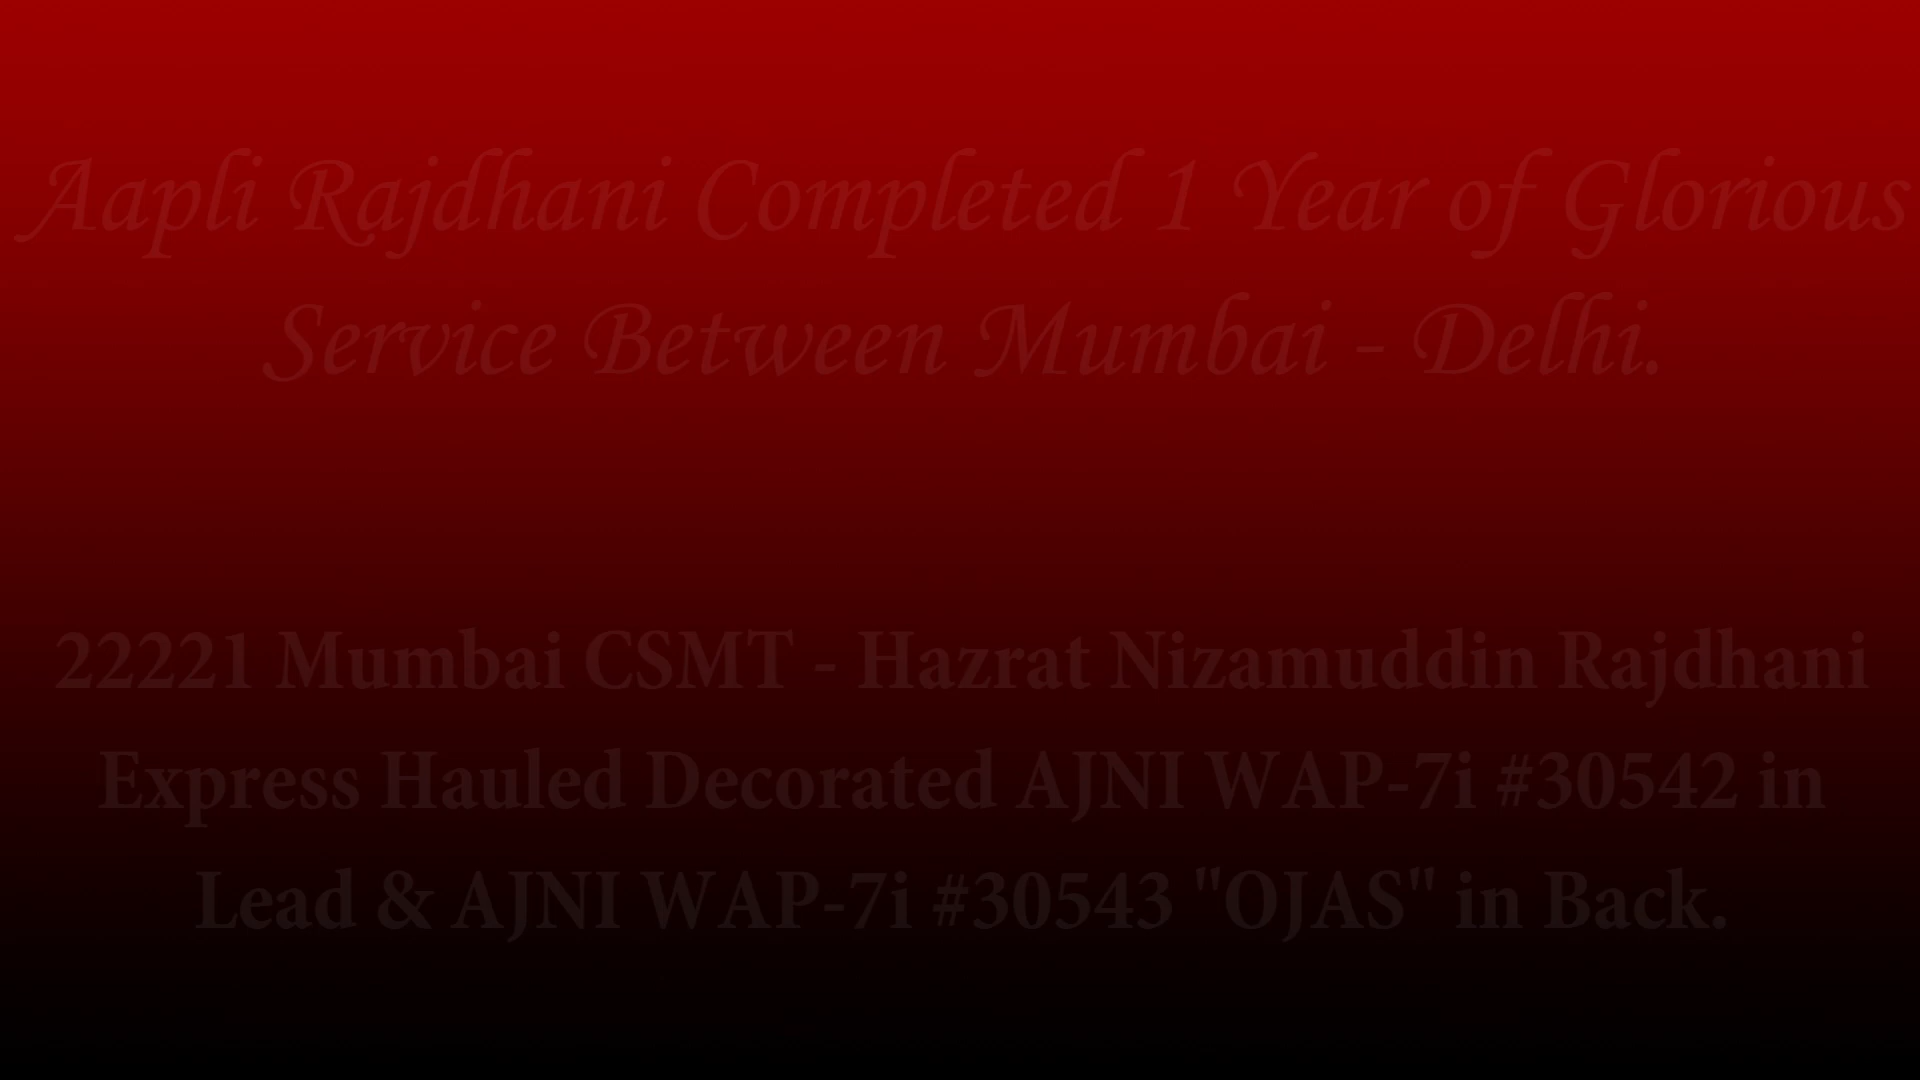 Aapli Rajdhani Completed 1 Year of Glorious
Service Between Mumbai - Delhi.
22221 Mumbai CSMT - Hazrat Nizamuddin Rajdhani
Express Hauled Decorated AJNI WAP-7i #30542 in
Lead & AJNI WAP-7i #30543 "OJAS" in Back.